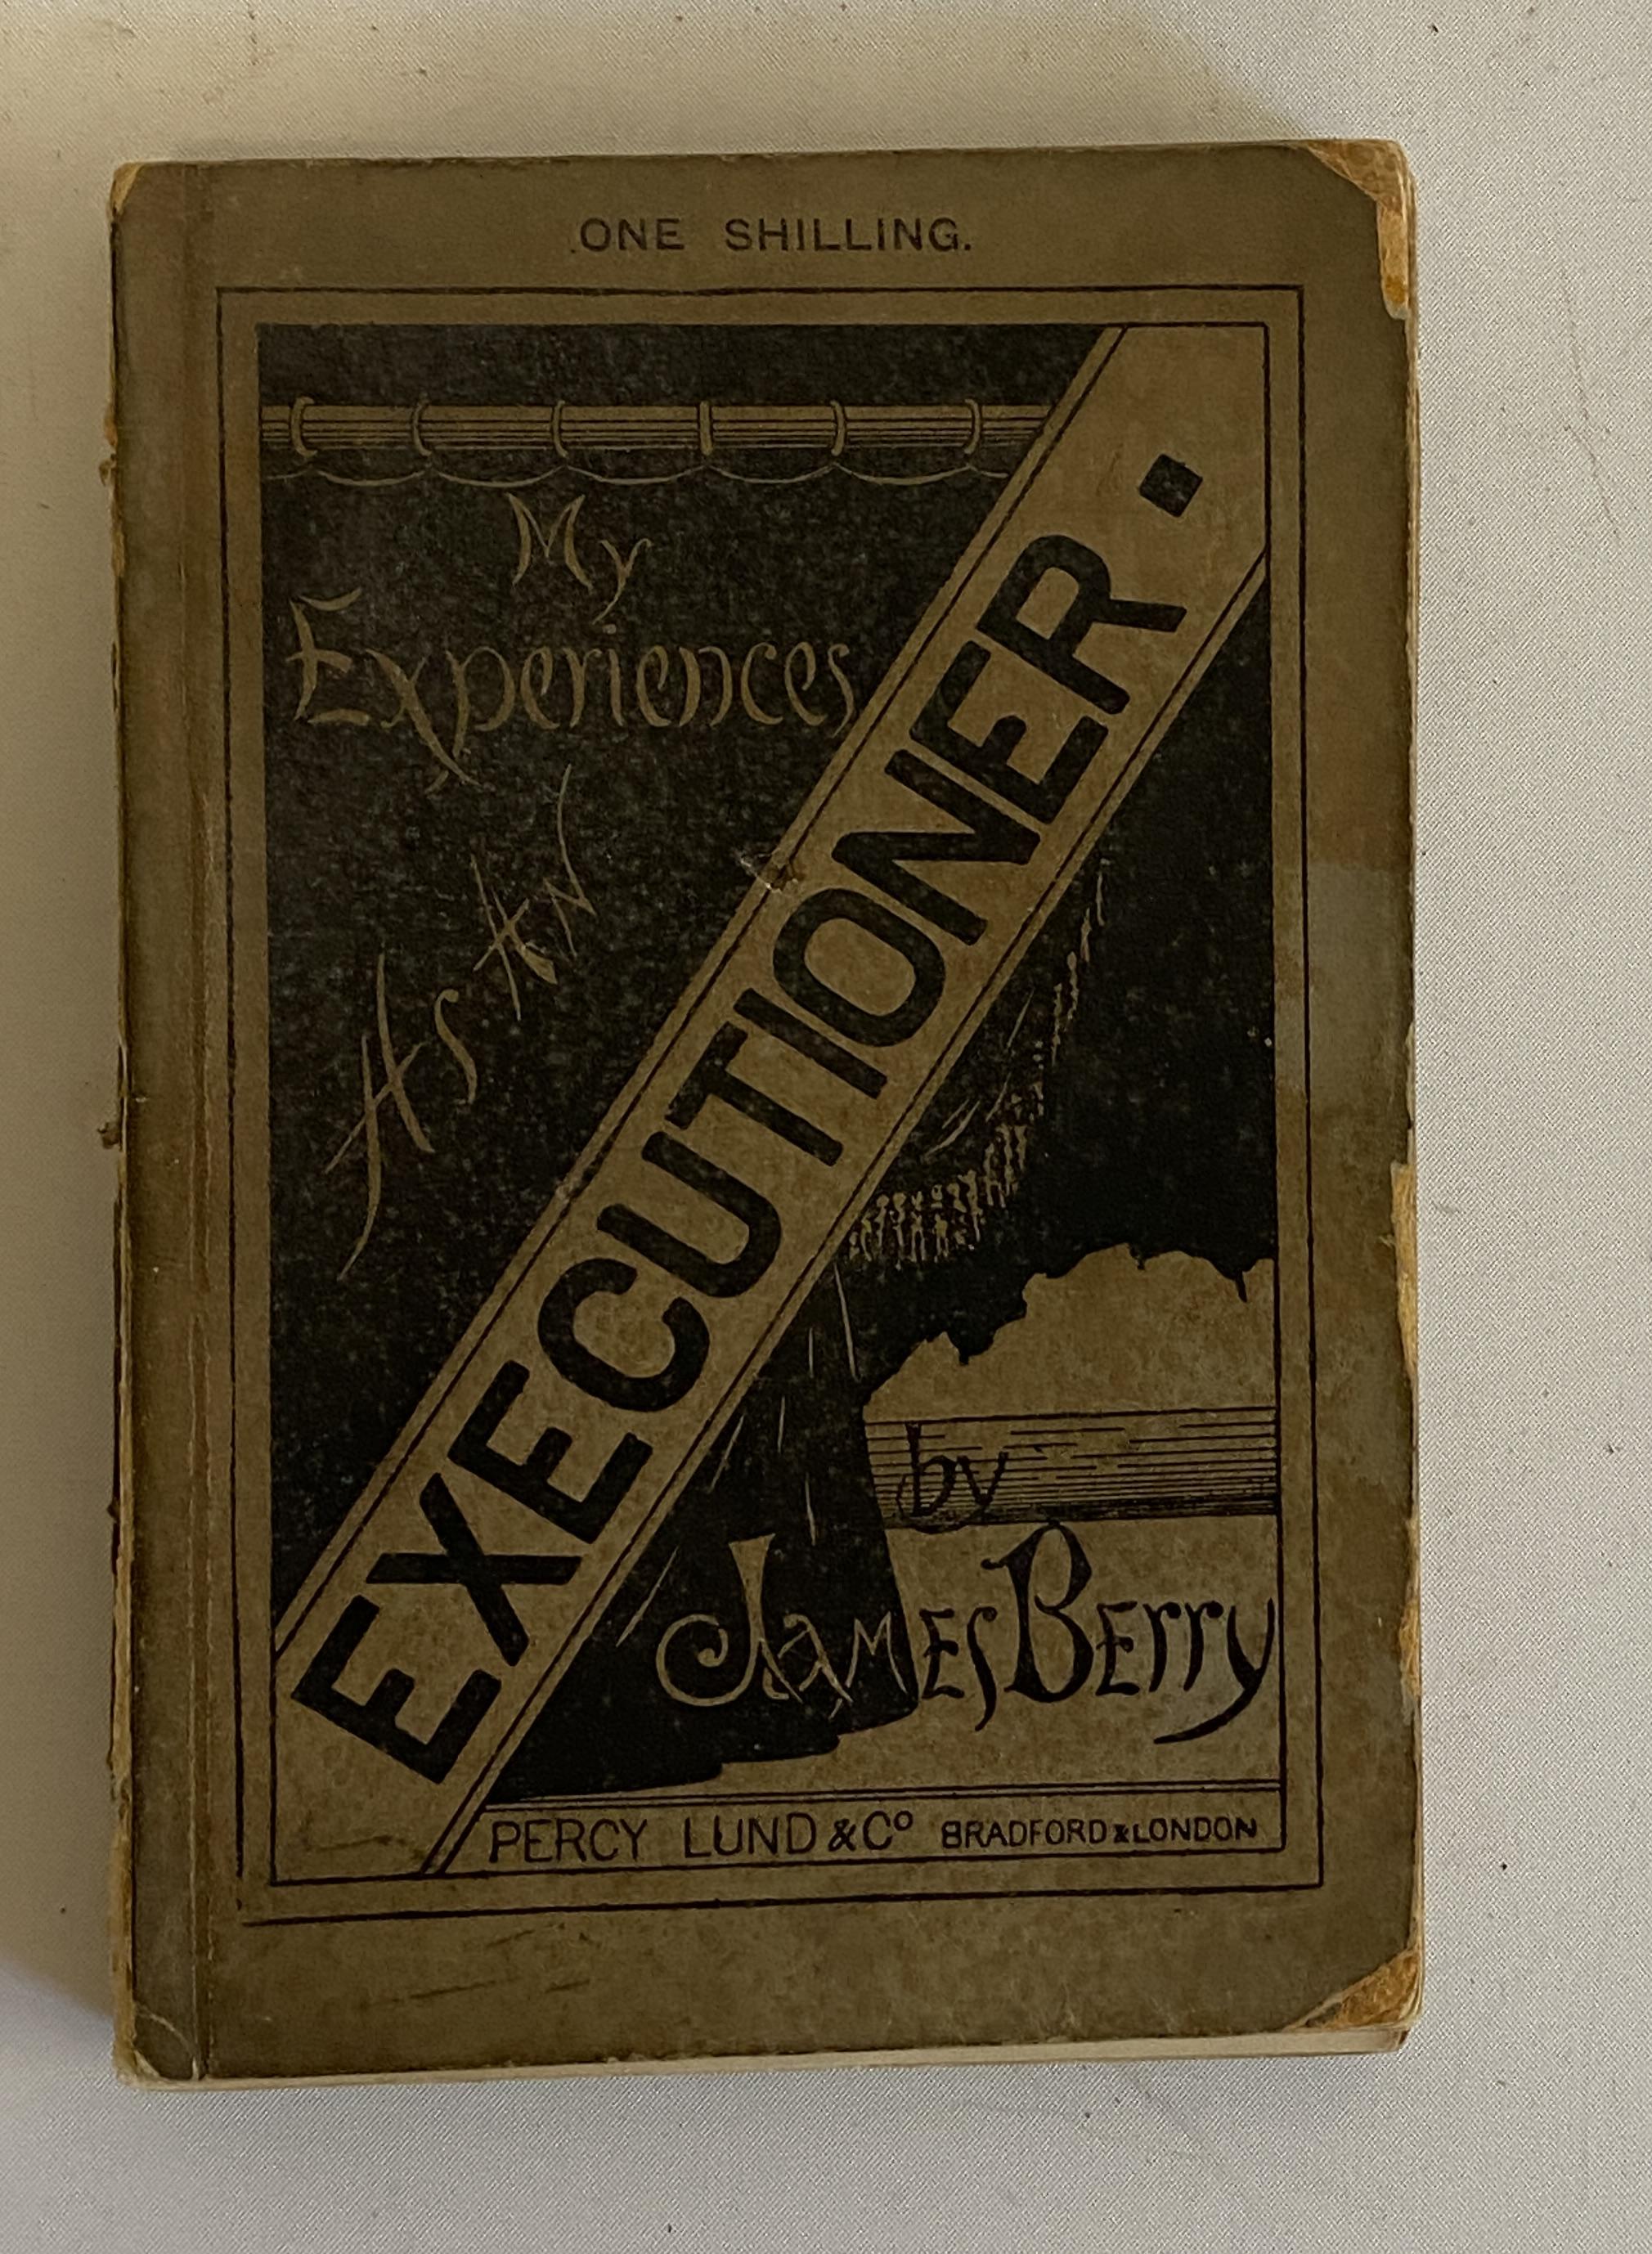 ONE SHILLING.
My
Experiences
As An
EXECUTIONER.
by
James Berry
PERCY LUND & Co BRADFORD & LONDON